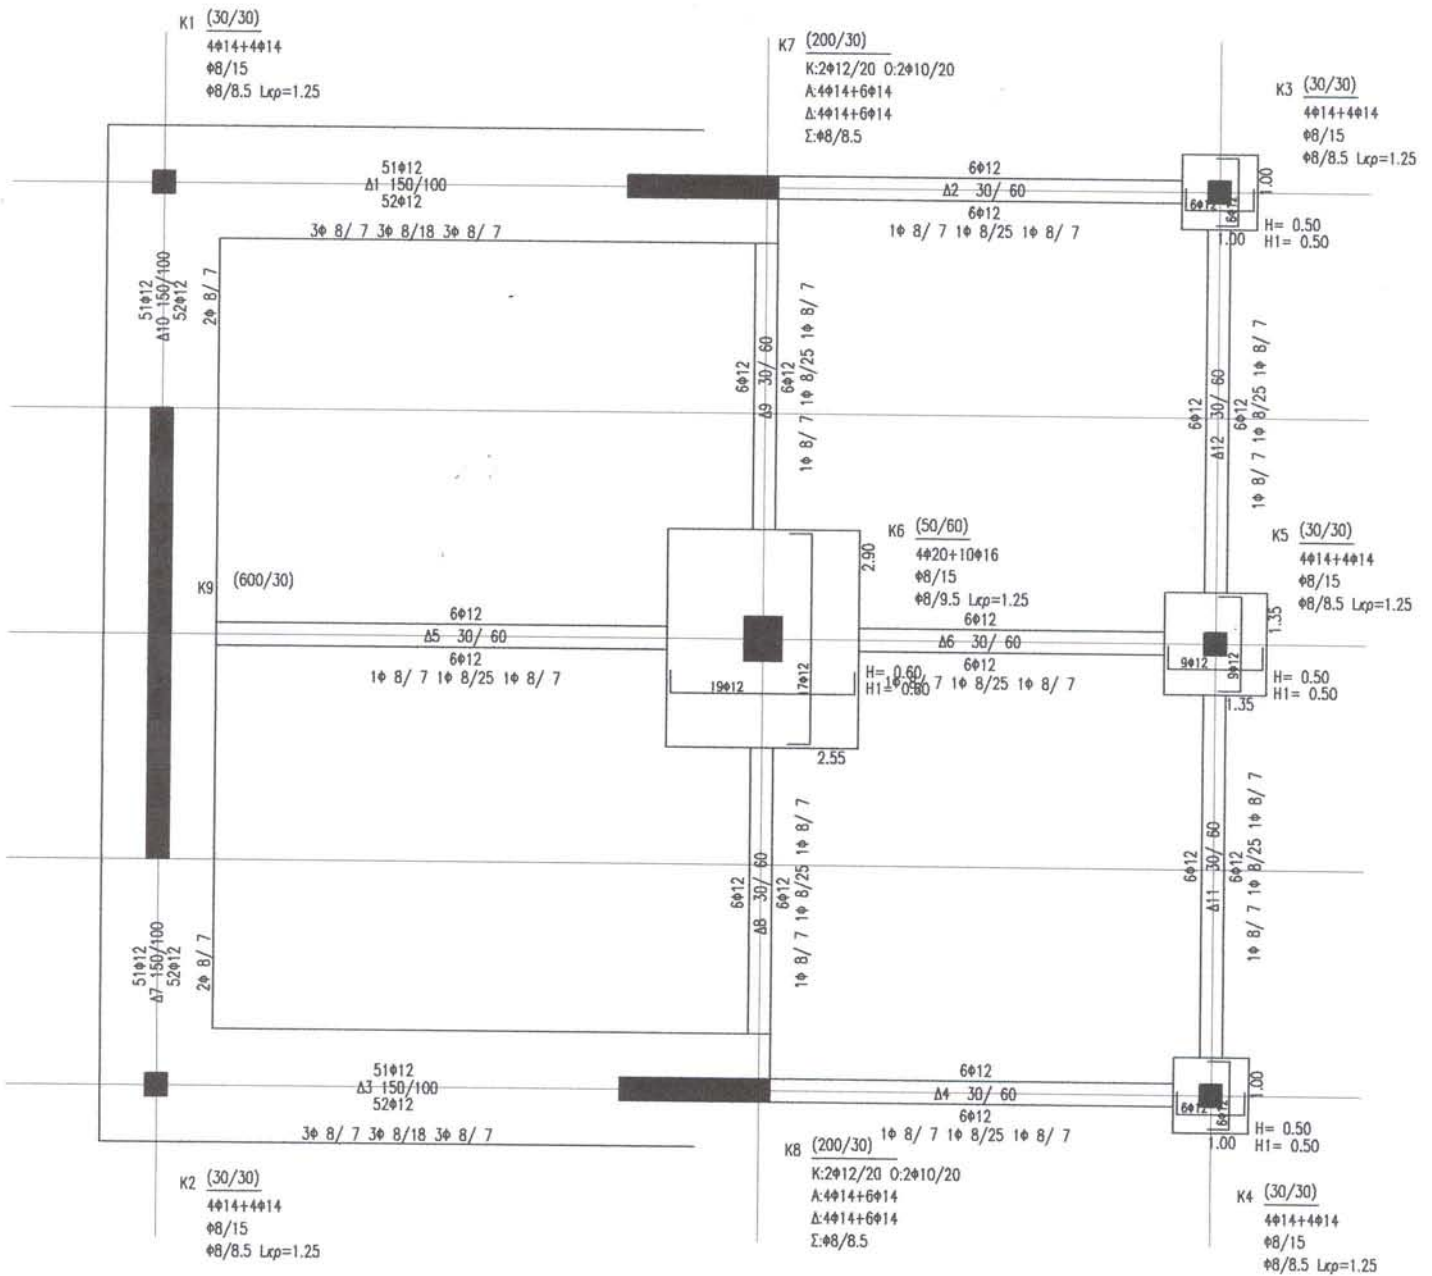 K1 (30/30)
4Φ14+4Φ14
Φ8/15
Φ8/8.5 Lκρ=1.25
K7 (200/30)
K:2Φ12/20 O:2Φ10/20
A:4Φ14+6Φ14
Δ:4Φ14+6Φ14
Σ:Φ8/8.5
K3 (30/30)
4Φ14+4Φ14
Φ8/15
Φ8/8.5 Lκρ=1.25
51Φ12
Δ1 150/100
52Φ12
3Φ 8/ 7 3Φ 8/18 3Φ 8/ 7
6Φ12
Δ2 30/ 60
6Φ12
1Φ 8/ 7 1Φ 8/25 1Φ 8/ 7
6Φ12
6Φ12
1.00
1.00
H= 0.50
H1= 0.50
51Φ12
Δ10 150/100
52Φ12
2Φ 8/ 7
6Φ12
Δ9 30/ 60
6Φ12
1Φ 8/ 7 1Φ 8/25 1Φ 8/ 7
6Φ12
Δ12 30/ 60
6Φ12
1Φ 8/ 7 1Φ 8/25 1Φ 8/ 7
K9 (600/30)
K6 (50/60)
4Φ20+10Φ16
Φ8/15
Φ8/9.5 Lκρ=1.25
2.90
K5 (30/30)
4Φ14+4Φ14
Φ8/15
Φ8/8.5 Lκρ=1.25
6Φ12
Δ5 30/ 60
6Φ12
1Φ 8/ 7 1Φ 8/25 1Φ 8/ 7
19Φ12
17Φ12
2.55
H= 0.60
H1= 0.60
6Φ12
Δ6 30/ 60
6Φ12
1Φ 8/ 7 1Φ 8/25 1Φ 8/ 7
9Φ12
9Φ12
1.35
1.35
H= 0.50
H1= 0.50
51Φ12
Δ7 150/100
52Φ12
2Φ 8/ 7
6Φ12
Δ8 30/ 60
6Φ12
1Φ 8/ 7 1Φ 8/25 1Φ 8/ 7
6Φ12
Δ11 30/ 60
6Φ12
1Φ 8/ 7 1Φ 8/25 1Φ 8/ 7
51Φ12
Δ3 150/100
52Φ12
3Φ 8/ 7 3Φ 8/18 3Φ 8/ 7
6Φ12
Δ4 30/ 60
6Φ12
1Φ 8/ 7 1Φ 8/25 1Φ 8/ 7
6Φ12
6Φ12
1.00
1.00
H= 0.50
H1= 0.50
K2 (30/30)
4Φ14+4Φ14
Φ8/15
Φ8/8.5 Lκρ=1.25
K8 (200/30)
K:2Φ12/20 O:2Φ10/20
A:4Φ14+6Φ14
Δ:4Φ14+6Φ14
Σ:Φ8/8.5
K4 (30/30)
4Φ14+4Φ14
Φ8/15
Φ8/8.5 Lκρ=1.25